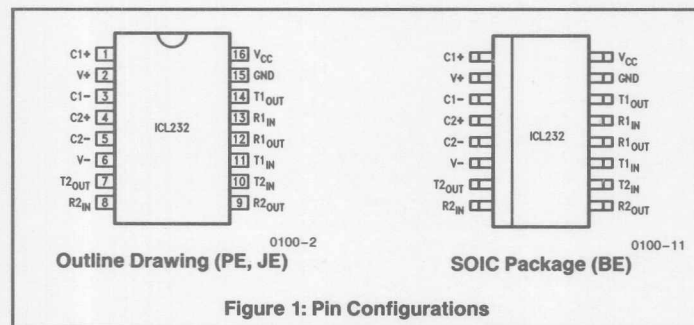 C1+ 1 16 VCC
V+ 2 15 GND
C1- 3 14 T1OUT
C2+ 4 13 R1IN
C2- 5 ICL232 12 R1OUT
V- 6 11 T1IN
T2OUT 7 10 T2IN
R2IN 8 9 R2OUT
0100-2
Outline Drawing (PE, JE)
C1+ VCC
V+ GND
C1- T1OUT
C2+ R1IN
C2- ICL232 R1OUT
V- T1IN
T2OUT T2IN
R2IN R2OUT
0100-11
SOIC Package (BE)
Figure 1: Pin Configurations